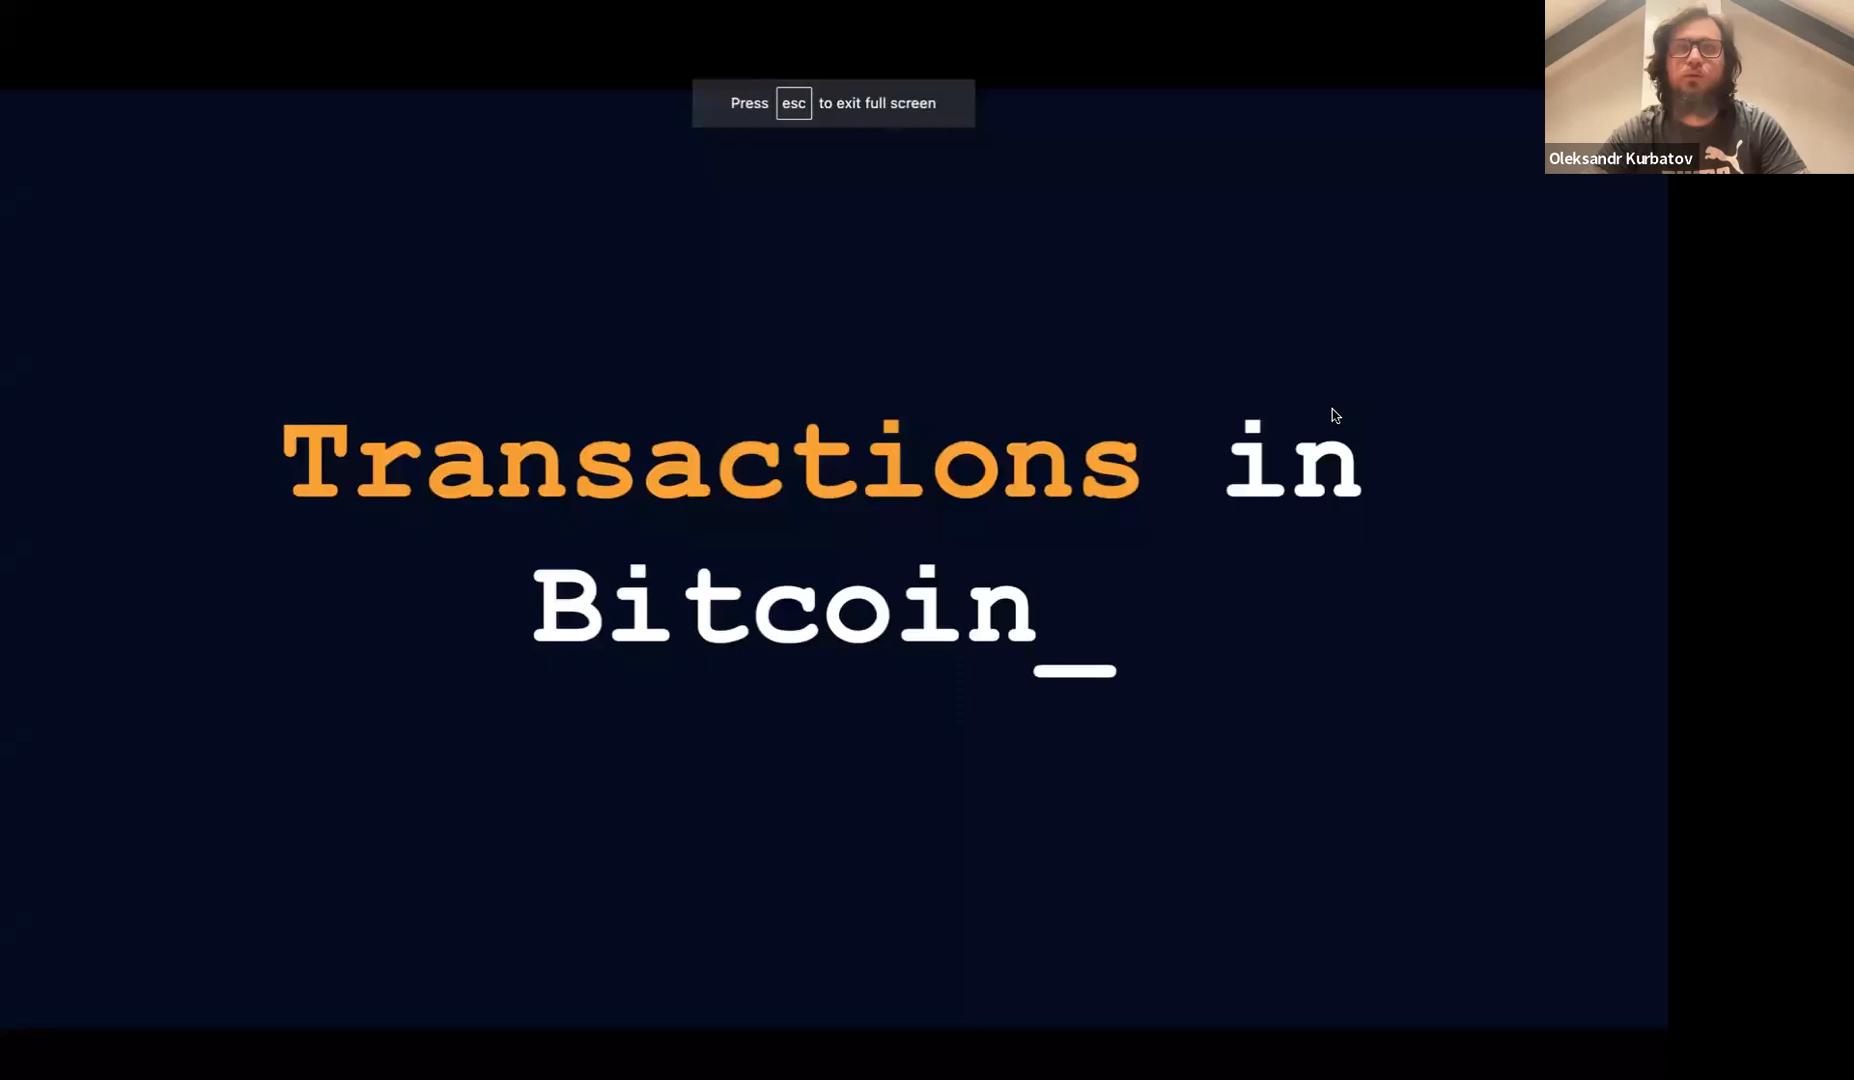 Press esc to exit full screen
Oleksandr Kurbatov
Transactions in
Bitcoin_